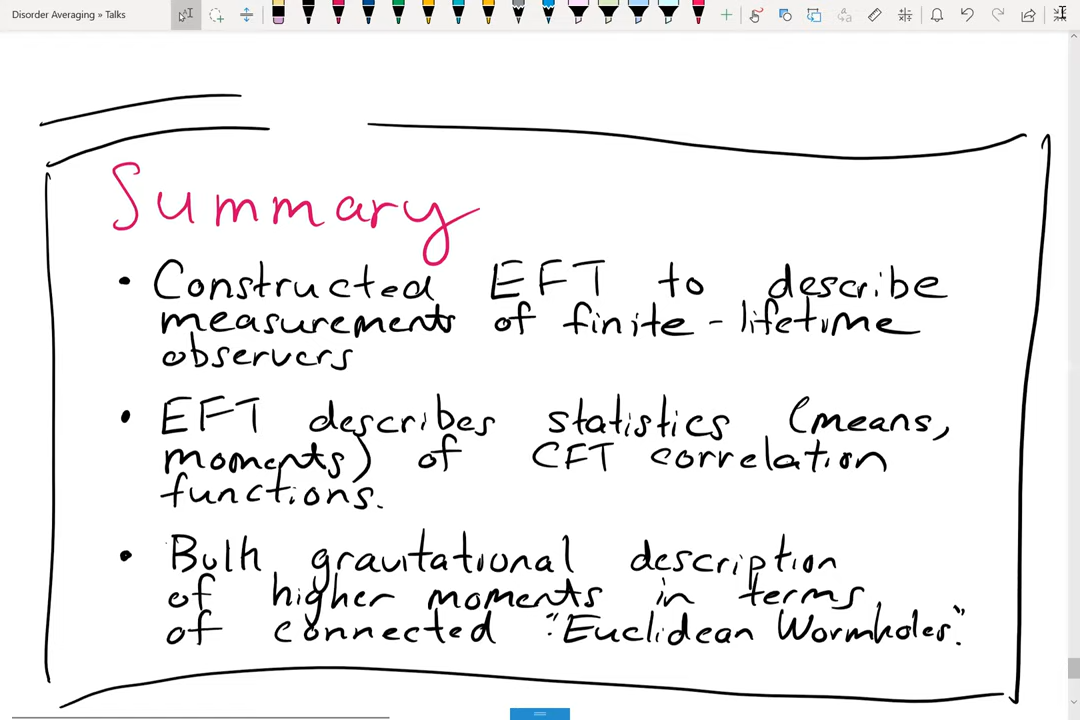 Disorder Averaging » Talks
Summary
• Constructed EFT to describe
measurements of finite-lifetime
observers
• EFT describes statistics (means,
moments) of CFT correlation
functions.
• Bulk gravitational description
of higher moments in terms
of connected "Euclidean Wormholes".